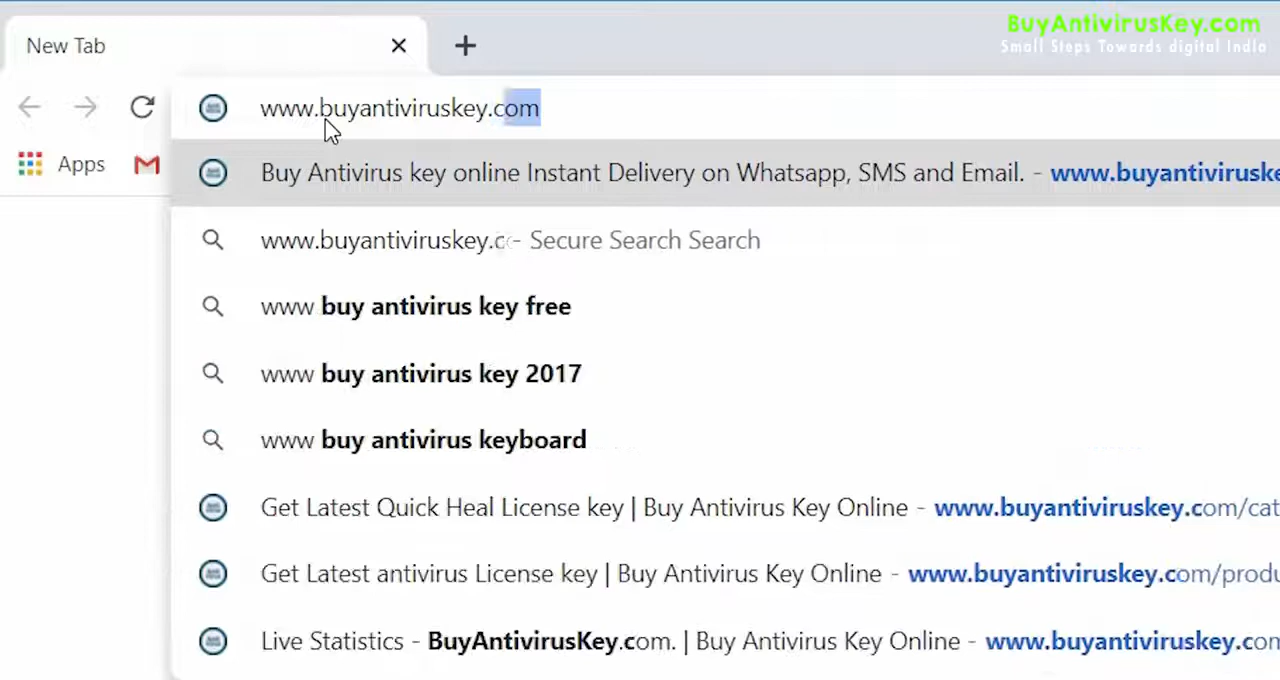 BuyAntivirusKey.com
Small Steps Towards digital India
New Tab
www.buyantiviruskey.com
Apps
Buy Antivirus key online Instant Delivery on Whatsapp, SMS and Email. - www.buyantiviruske
www.buyantiviruskey.c - Secure Search Search
www buy antivirus key free
www buy antivirus key 2017
www buy antivirus keyboard
Get Latest Quick Heal License key | Buy Antivirus Key Online - www.buyantiviruskey.com/cat
Get Latest antivirus License key | Buy Antivirus Key Online - www.buyantiviruskey.com/produ
Live Statistics - BuyAntivirusKey.com. | Buy Antivirus Key Online - www.buyantiviruskey.com